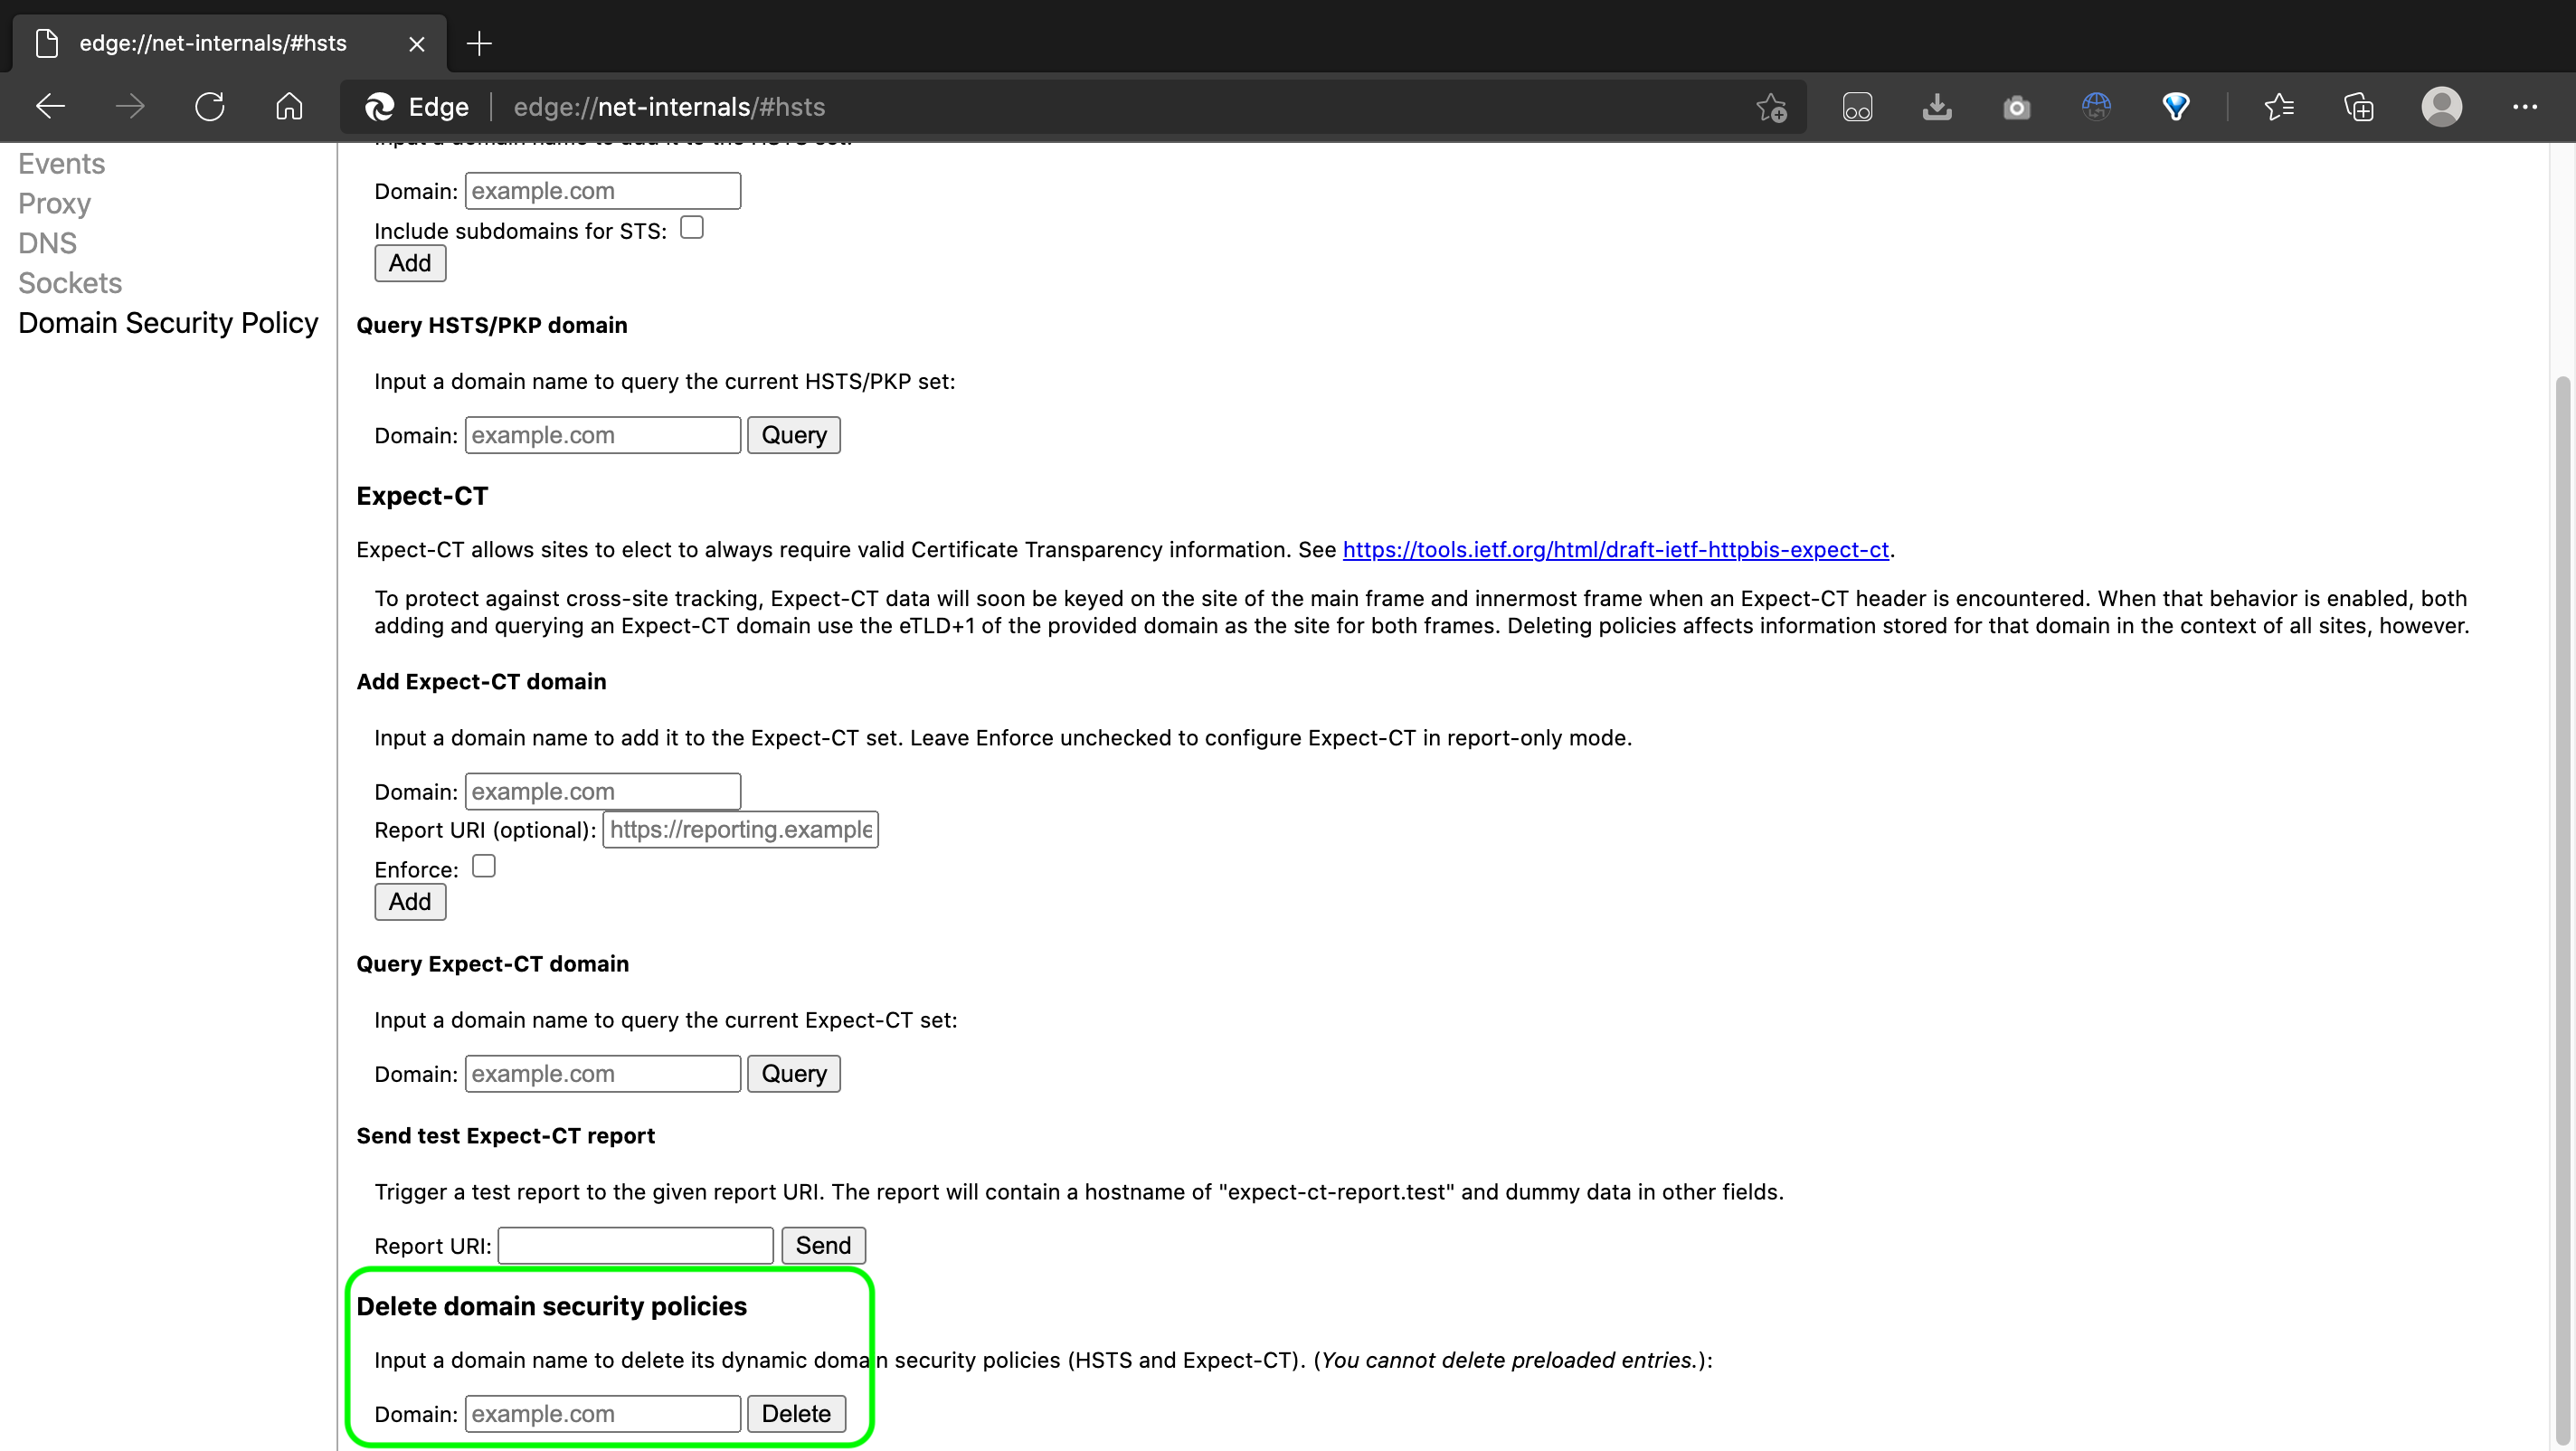 edge://net-internals/#hsts
Edge edge://net-internals/#hsts
Events
Proxy
DNS
Sockets
Domain Security Policy
Input a domain name to add it to the HSTS set:
Domain: example.com
Include subdomains for STS:
Add
Query HSTS/PKP domain
Input a domain name to query the current HSTS/PKP set:
Domain: example.com Query
Expect-CT
Expect-CT allows sites to elect to always require valid Certificate Transparency information. See https://tools.ietf.org/html/draft-ietf-httpbis-expect-ct.
To protect against cross-site tracking, Expect-CT data will soon be keyed on the site of the main frame and innermost frame when an Expect-CT header is encountered. When that behavior is enabled, both
adding and querying an Expect-CT domain use the eTLD+1 of the provided domain as the site for both frames. Deleting policies affects information stored for that domain in the context of all sites, however.
Add Expect-CT domain
Input a domain name to add it to the Expect-CT set. Leave Enforce unchecked to configure Expect-CT in report-only mode.
Domain: example.com
Report URI (optional): https://reporting.example
Enforce:
Add
Query Expect-CT domain
Input a domain name to query the current Expect-CT set:
Domain: example.com Query
Send test Expect-CT report
Trigger a test report to the given report URI. The report will contain a hostname of "expect-ct-report.test" and dummy data in other fields.
Report URI: Send
Delete domain security policies
Input a domain name to delete its dynamic domain security policies (HSTS and Expect-CT). (You cannot delete preloaded entries.):
Domain: example.com Delete